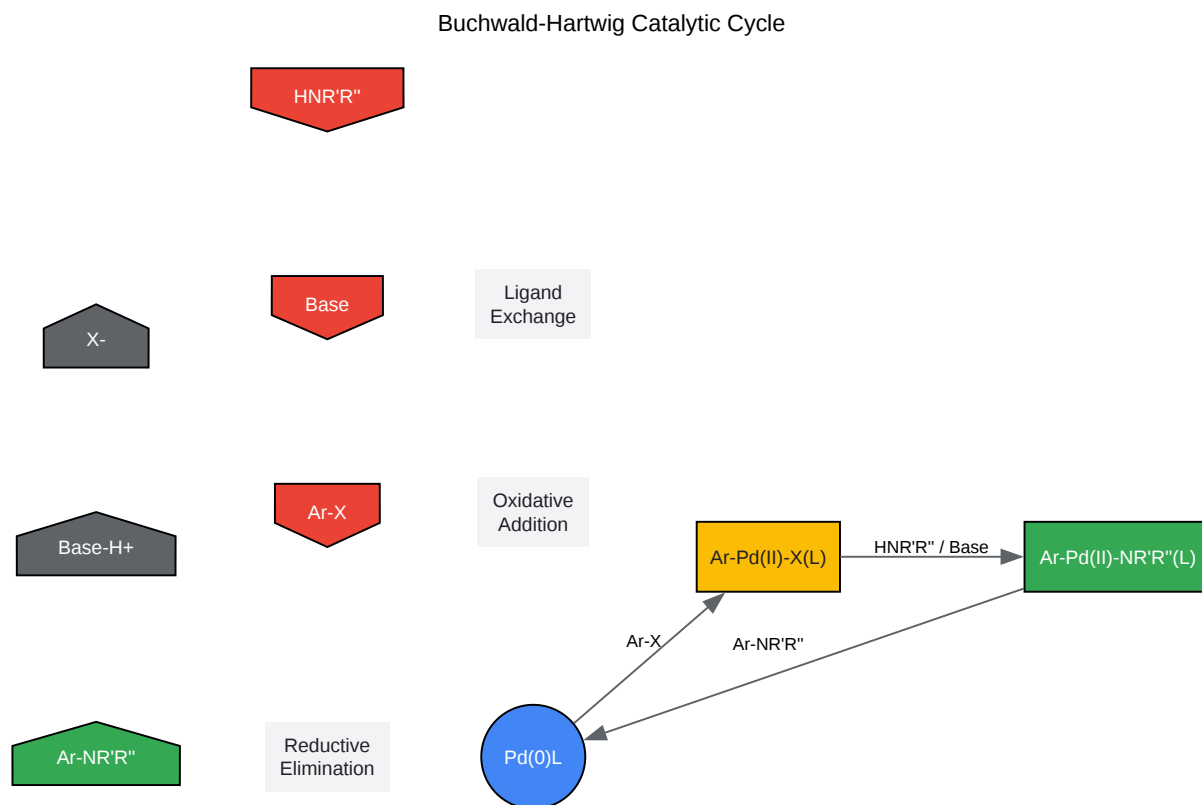 Buchwald-Hartwig Catalytic Cycle
HNR'R"
Base
Ligand
Exchange
X-
Ar-X
Oxidative
Addition
Base-H+
Ar-Pd(II)-X(L)
HNR'R" / Base
Ar-Pd(II)-NR'R"(L)
Ar-X
Ar-NR'R"
Ar-NR'R"
Reductive
Elimination
Pd(0)L